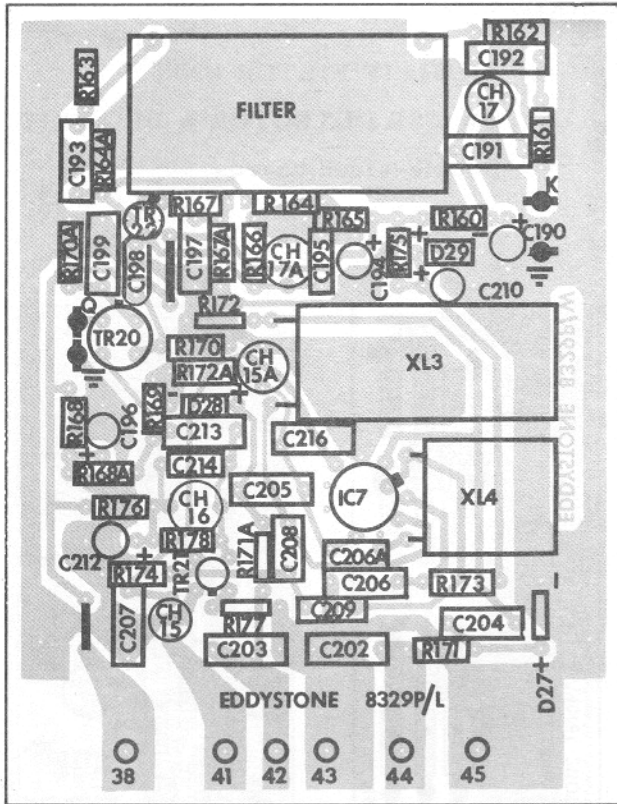 R162
C192
R163
FILTER
CH
17
C193
R164A
C191
R161
K
R167
R164
TR
22
R165
R160
C190
R170A
C199
C198
C197
R167A
R166
CH
17A
C195
C194
R175
D29
C210
Q
R172
TR20
R170
CH
15A
XL3
R172A
R168
C196
R169
D28
C213
C216
R168A
C214
C205
IC7
XL4
R176
CH
16
C212
R178
R171A
C208
C206A
R174
TR21
C206
R173
C207
CH
15
R177
C209
C204
C203
C202
R171
D27+
EDDYSTONE 8329P/L
38 41 42 43 44 45
EDDYSTONE 8329P/W